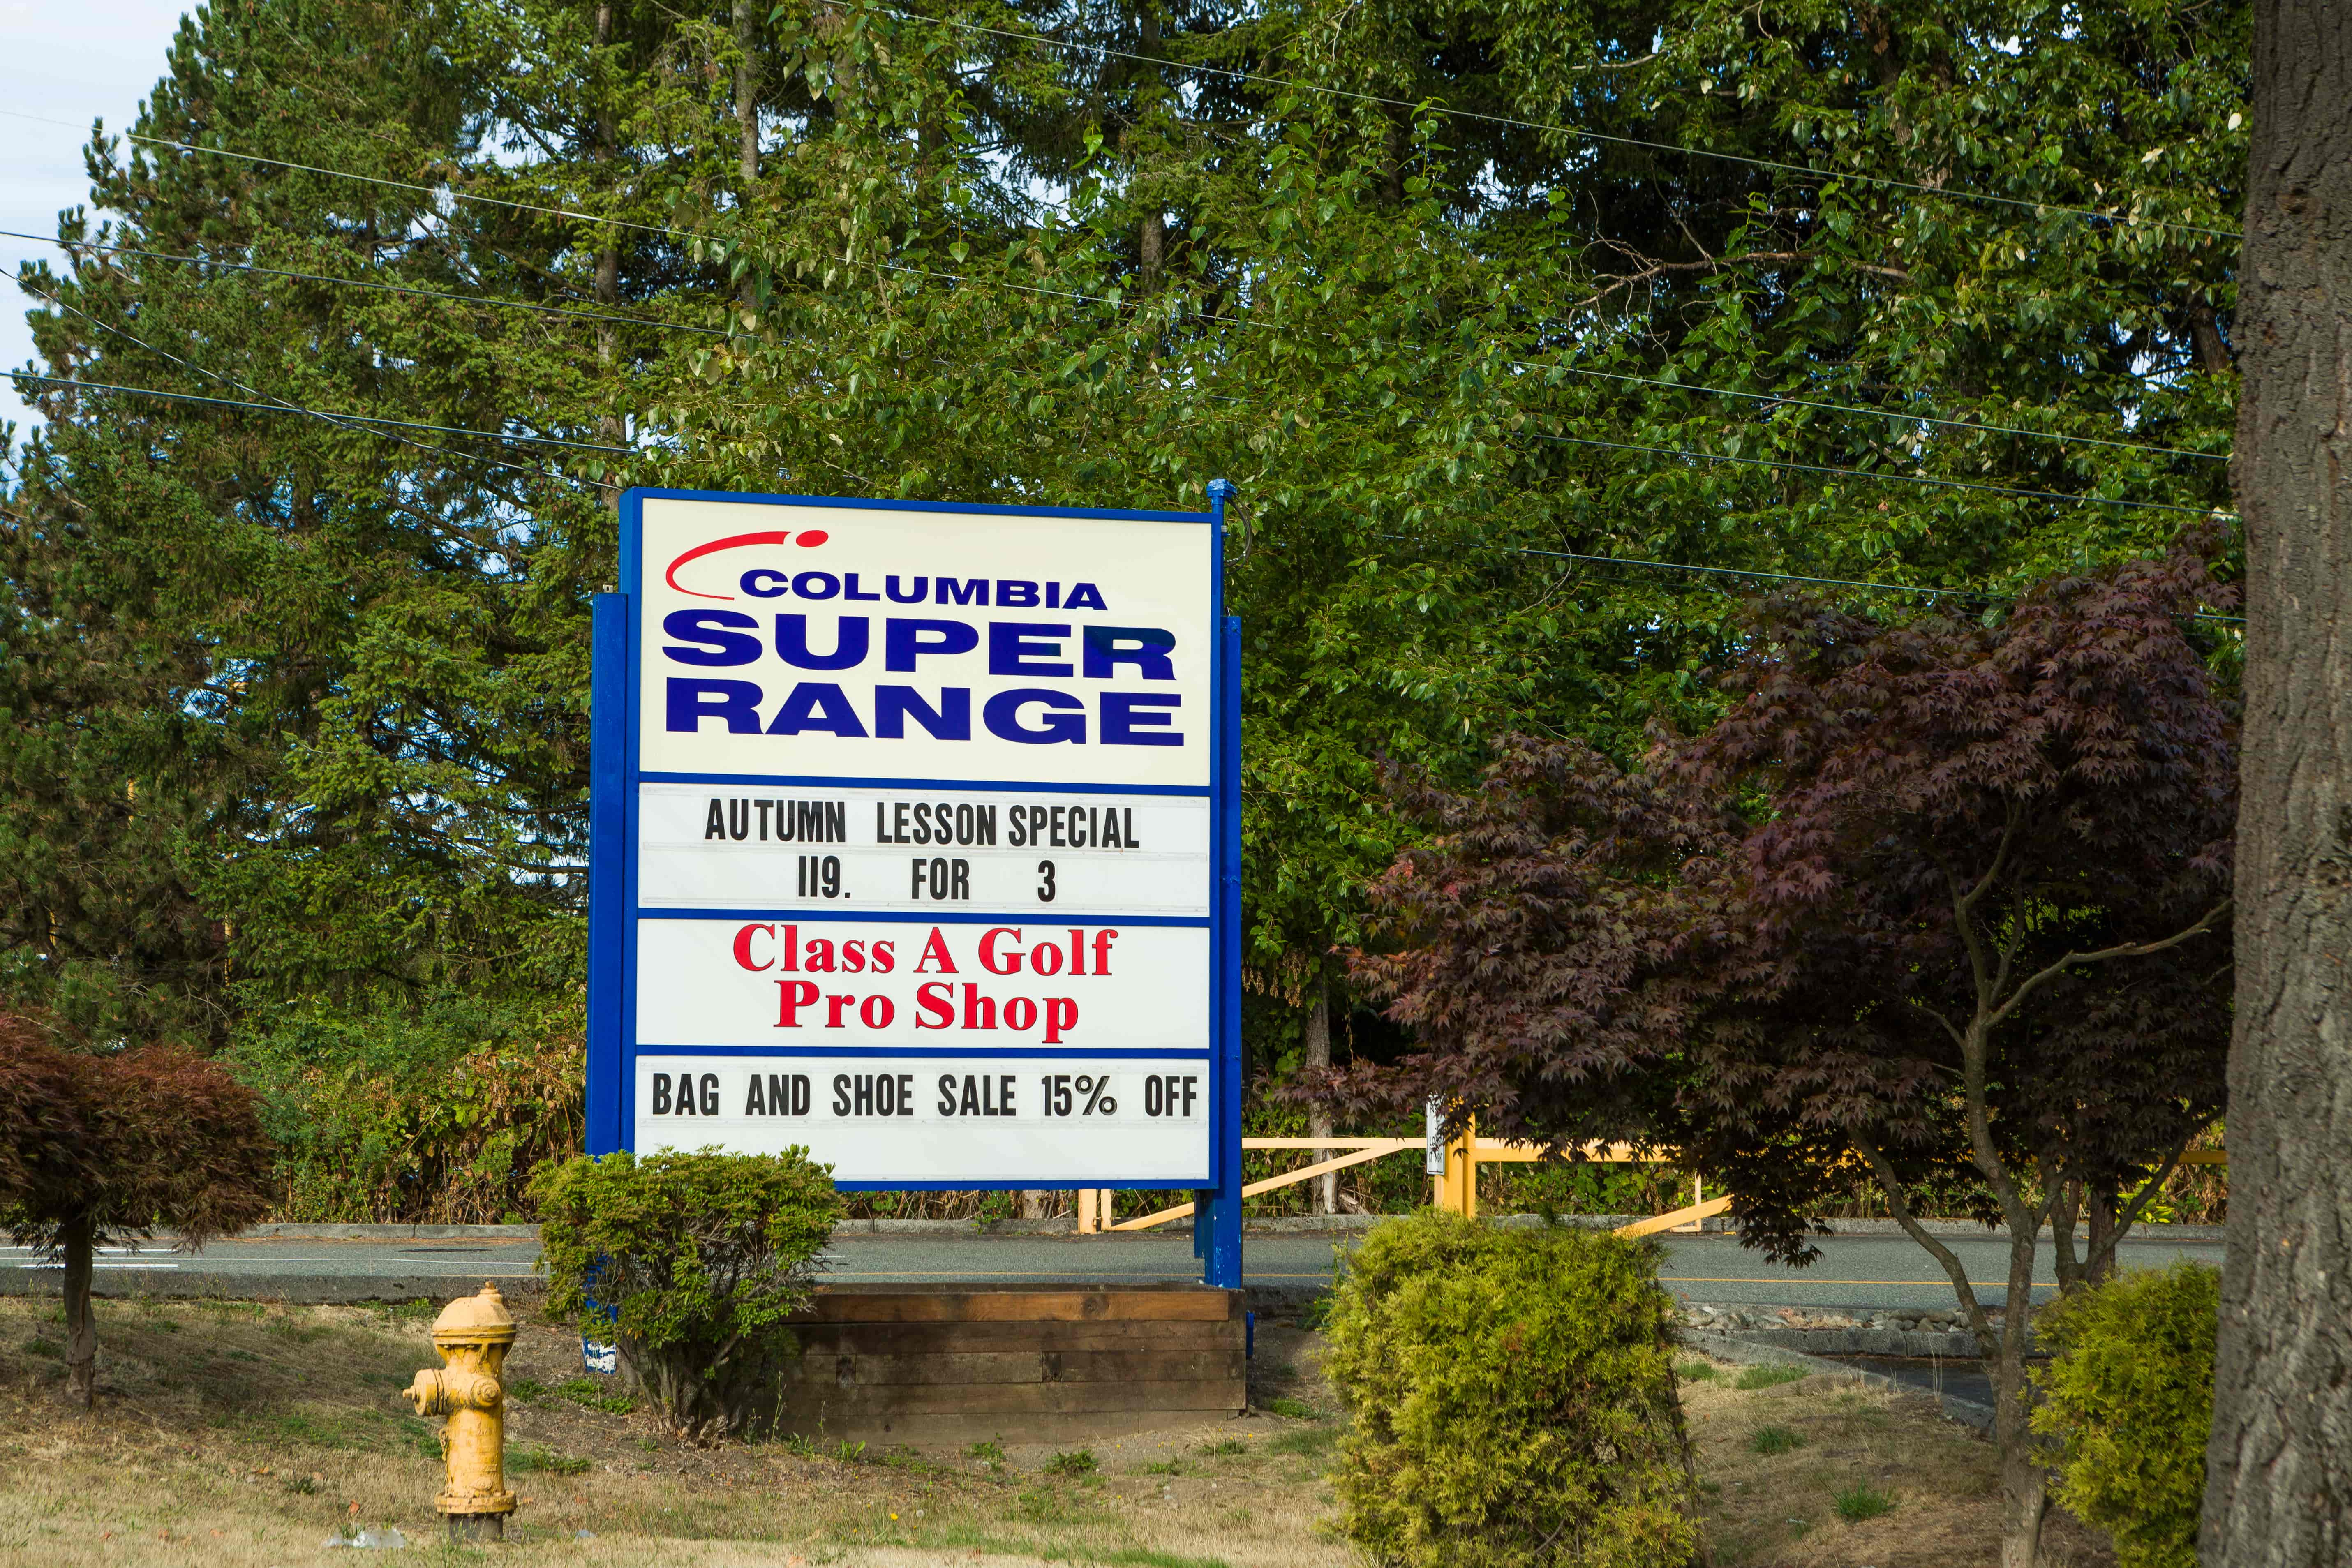 COLUMBIA
SUPER
RANGE
AUTUMN LESSON SPECIAL
119. FOR 3
Class A Golf
Pro Shop
BAG AND SHOE SALE 15% OFF